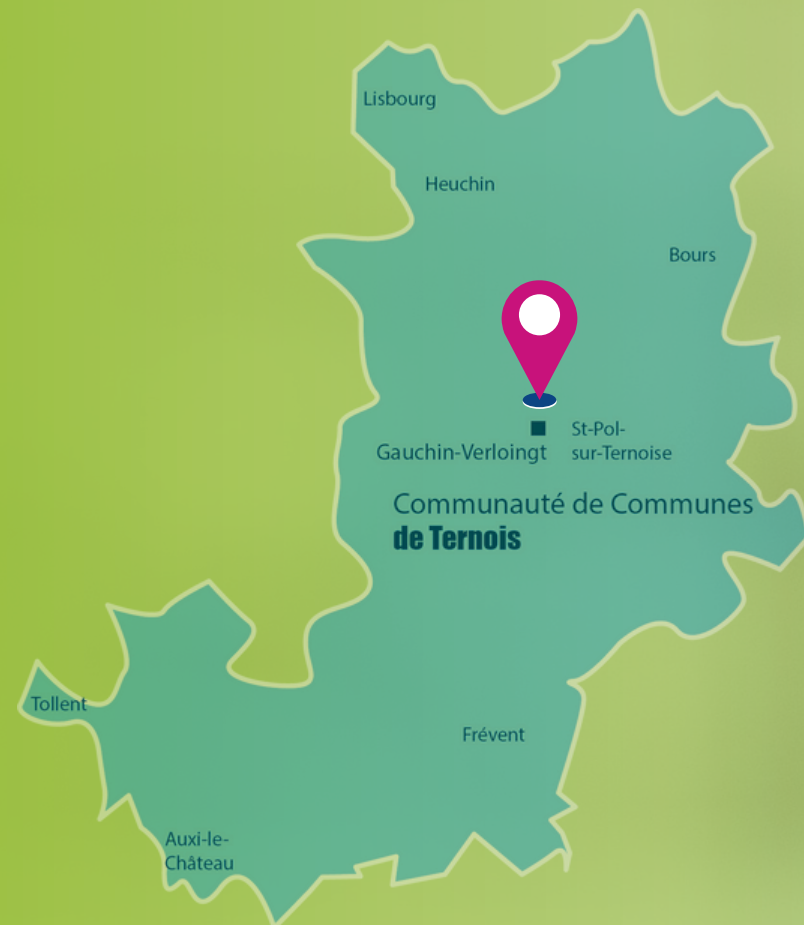 Lisbourg
Heuchin
Bours
St-Pol-
sur-Ternoise
Gauchin-Verloingt
Communauté de Communes
de Ternois
Tollent
Frévent
Auxi-le-
Château